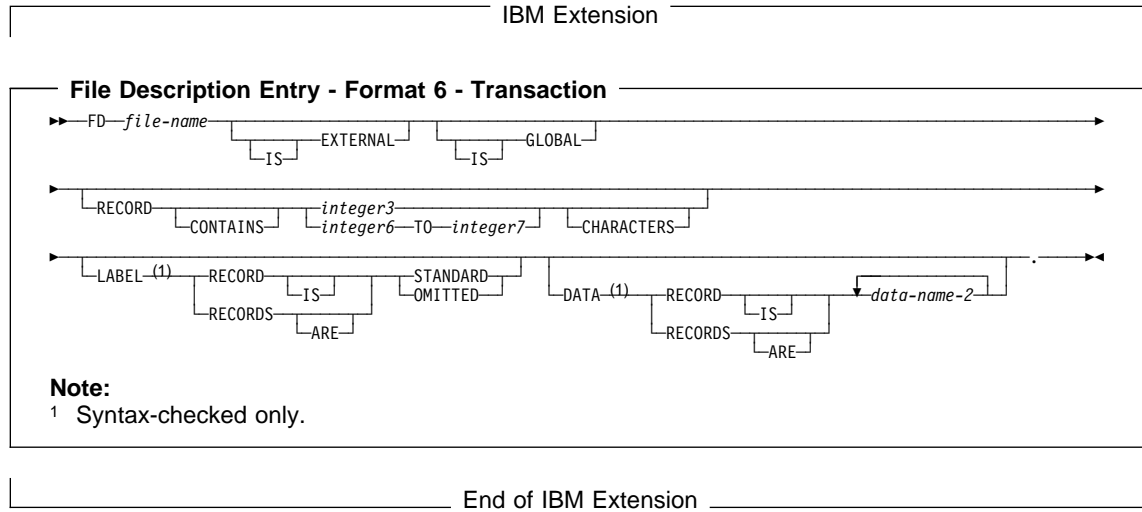 IBM Extension
File Description Entry - Format 6 - Transaction
FD file-name EXTERNAL GLOBAL
IS IS
RECORD integer3
CONTAINS integer6 TO integer7 CHARACTERS
LABEL (1) RECORD STANDARD DATA (1) RECORD data-name-2 .
IS OMITTED IS
RECORDS RECORDS
ARE ARE
Note:
1 Syntax-checked only.
End of IBM Extension